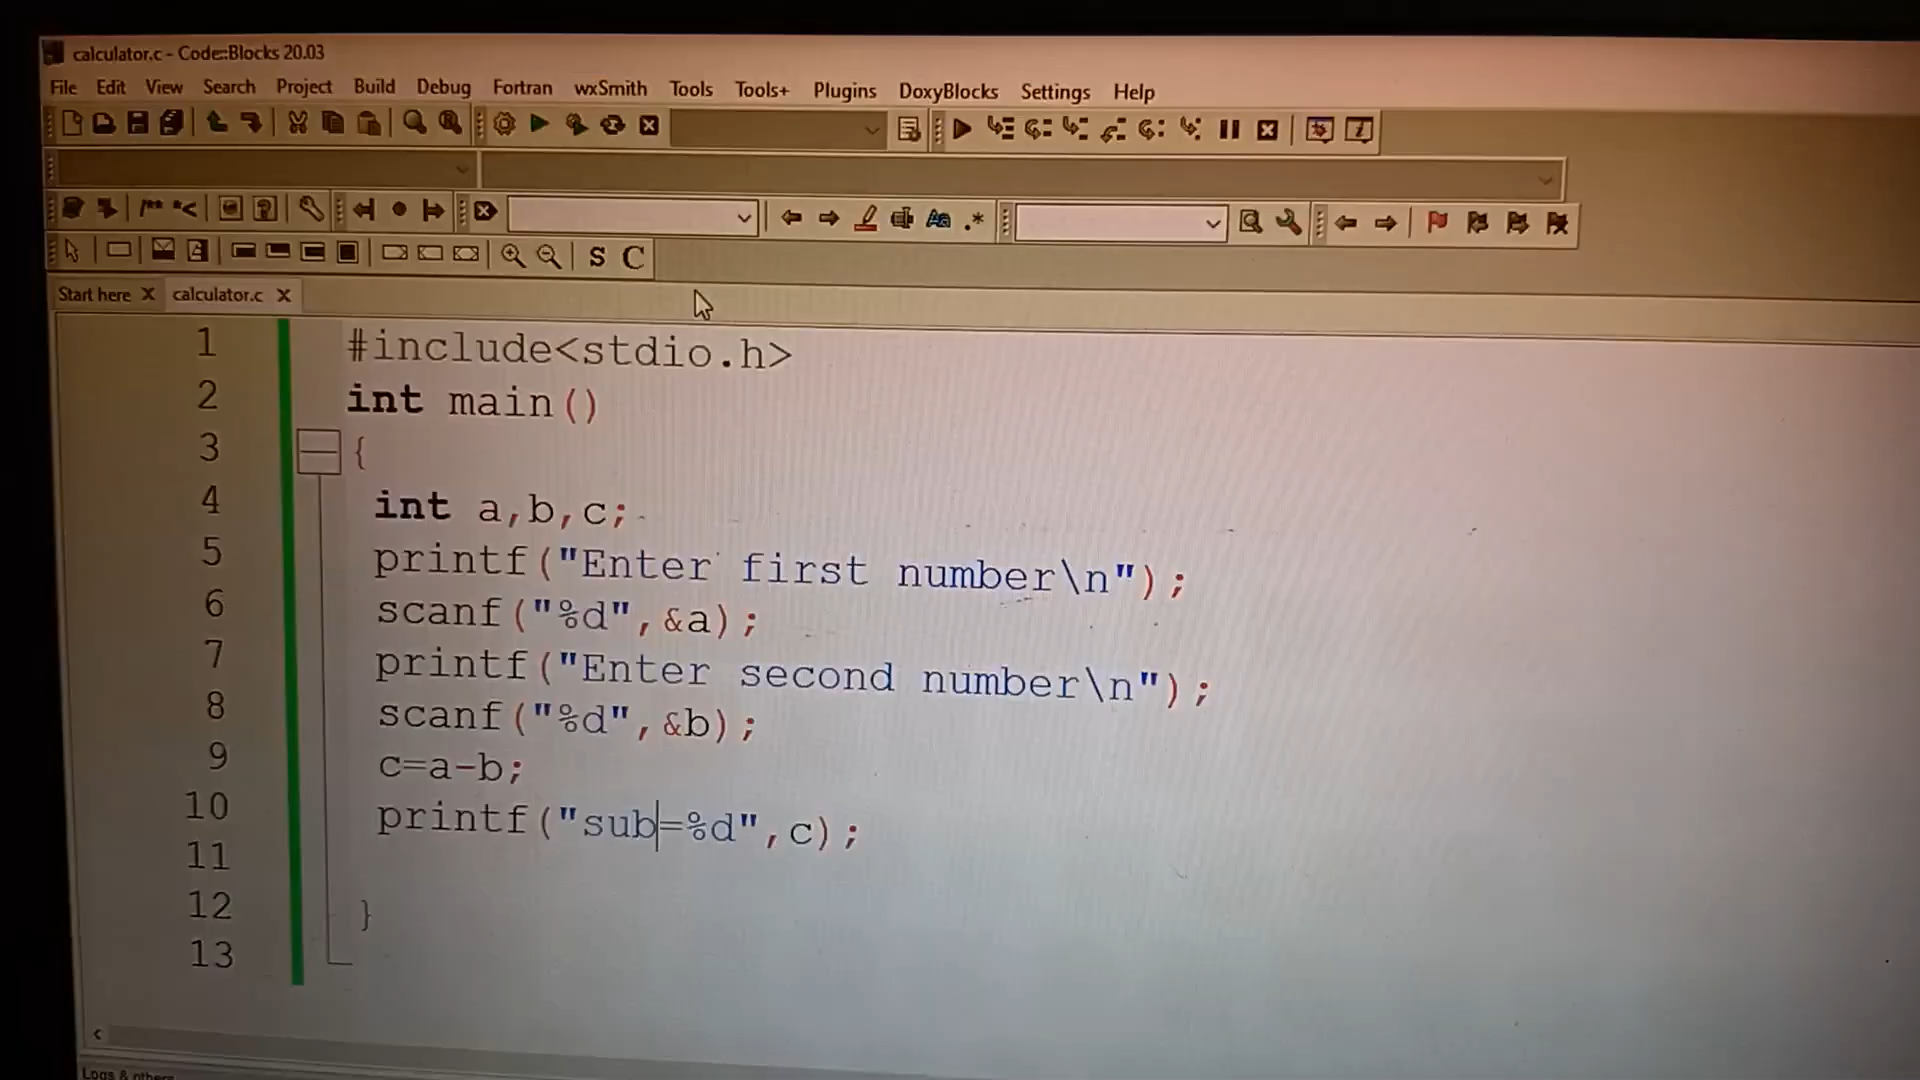 calculator.c - Code::Blocks 20.03
File Edit View Search Project Build Debug Fortran wxSmith Tools Tools+ Plugins DoxyBlocks Settings Help
S C
Start here X calculator.c X
1 #include<stdio.h>
2 int main()
3 {
4 int a,b,c;
5 printf("Enter first number\n");
6 scanf("%d",&a);
7 printf("Enter second number\n");
8 scanf("%d",&b);
9 c=a-b;
10 printf("sub=%d",c);
11
12 }
13
Logs & others